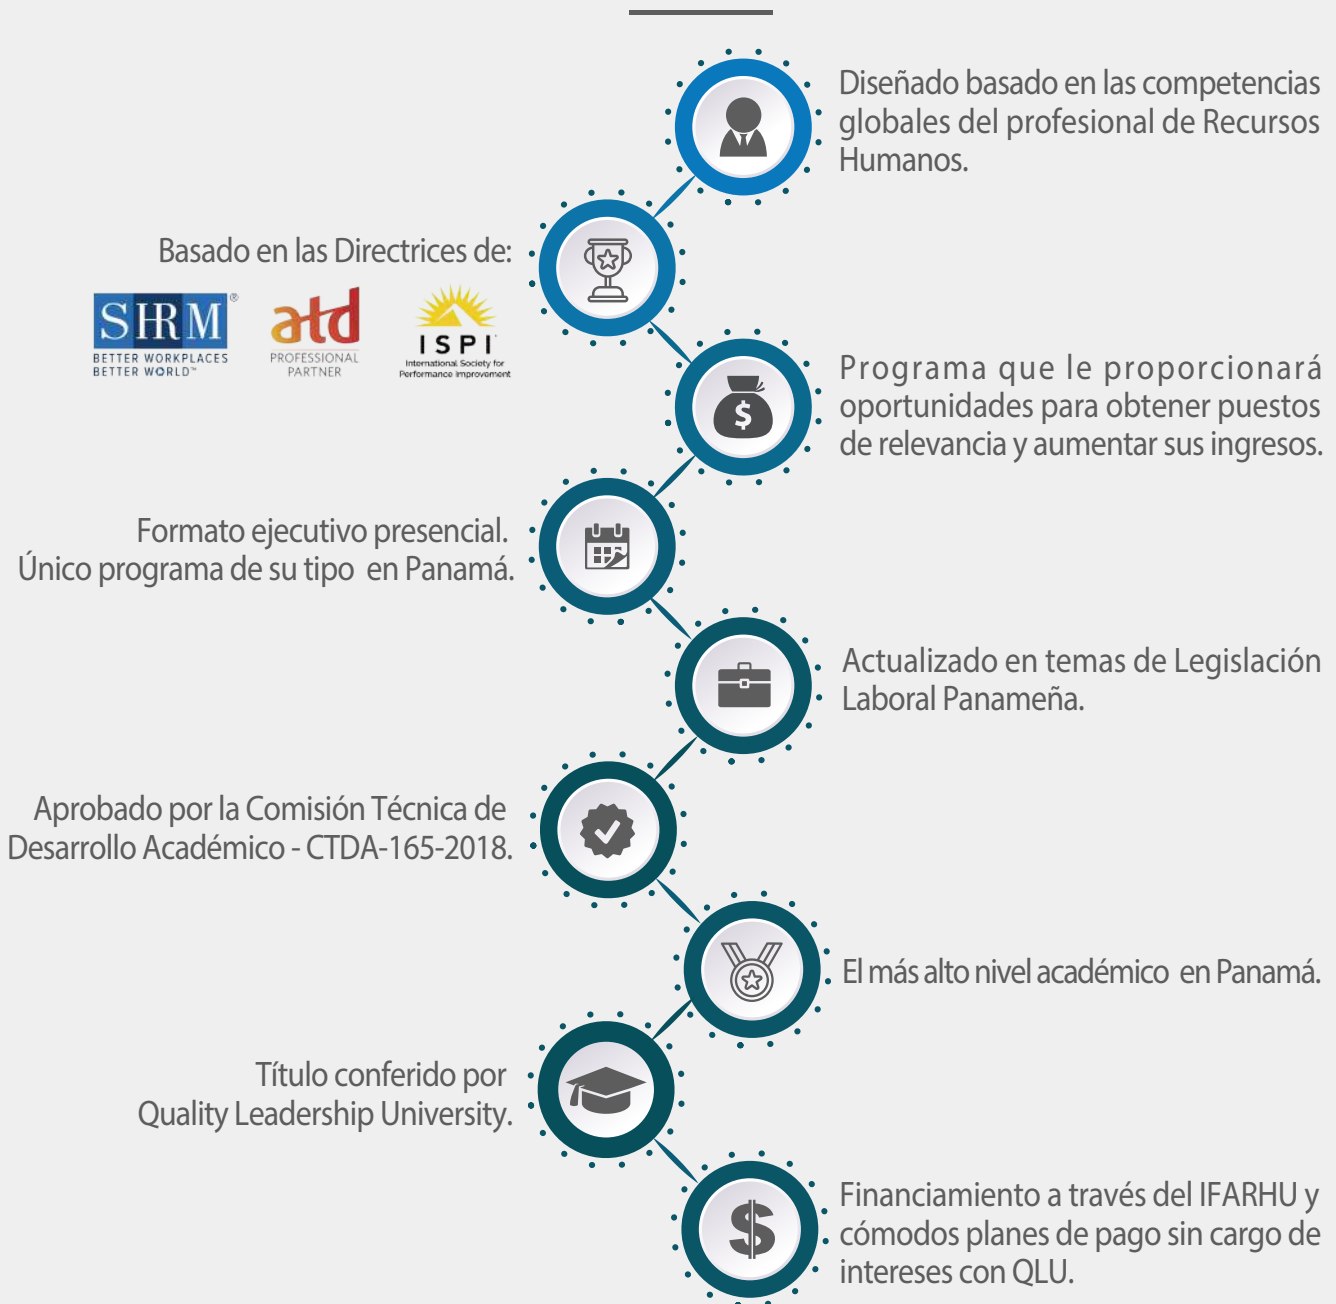 Diseñado basado en las competencias
globales del profesional de Recursos
Humanos.
Basado en las Directrices de:
SHRM®
BETTER WORKPLACES
BETTER WORLD™
atd
PROFESSIONAL
PARTNER
ISPI
International Society for
Performance Improvement
Programa que le proporcionará
oportunidades para obtener puestos
de relevancia y aumentar sus ingresos.
$
Formato ejecutivo presencial.
Único programa de su tipo en Panamá.
Actualizado en temas de Legislación
Laboral Panameña.
Aprobado por la Comisión Técnica de
Desarrollo Académico - CTDA-165-2018.
El más alto nivel académico en Panamá.
Título conferido por
Quality Leadership University.
$
Financiamiento a través del IFARHU y
cómodos planes de pago sin cargo de
intereses con QLU.